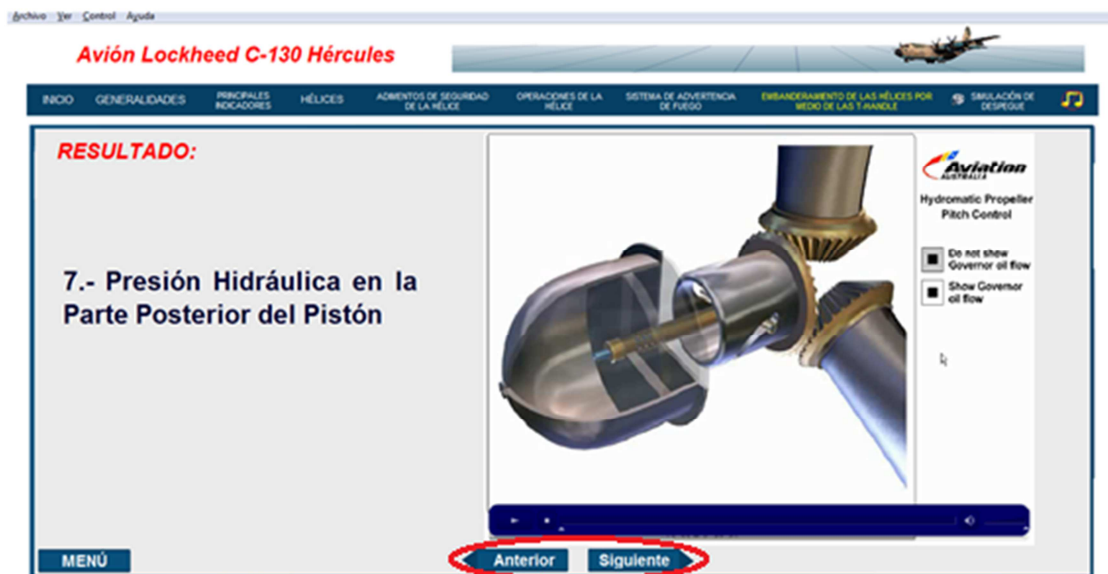 Archivo Ver Control Ayuda
Avión Lockheed C-130 Hércules
INICIO
GENERALIDADES
PRINCIPALES
INDICADORES
HÉLICES
ADIMENTOS DE SEGURIDAD
DE LA HÉLICE
OPERACIONES DE LA
HÉLICE
SISTEMA DE ADVERTENCIA
DE FUEGO
EMBANDERAMIENTO DE LAS HÉLICES POR
MEDIO DE LAS T-HANDLE
SIMULACIÓN DE
DESPEGUE
RESULTADO:
7.- Presión Hidráulica en la
Parte Posterior del Pistón
Aviation
AUSTRALIA
Hydromatic Propeller
Pitch Control
Do not show
Governor oil flow
Show Governor
oil flow
MENÚ
Anterior
Siguiente